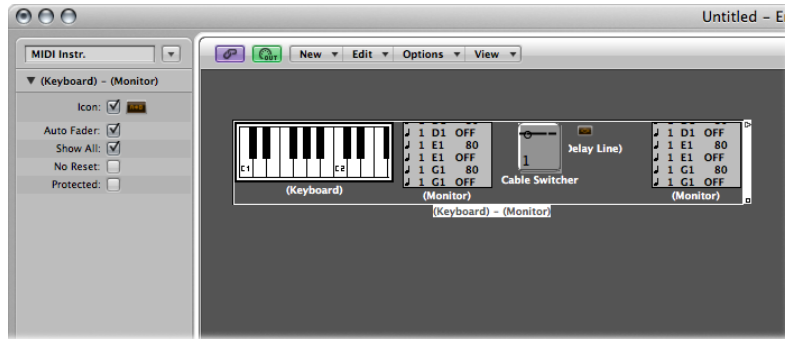 Untitled – E
MIDI Instr.
OUT
New
Edit
Options
View
(Keyboard) – (Monitor)
Icon:
Auto Fader:
Show All:
No Reset:
Protected:
C1
C2
(Keyboard)
1 D1 OFF
1 E1 80
1 E1 OFF
1 G1 80
1 G1 OFF
(Monitor)
1
Cable Switcher
Delay Line)
1 D1 OFF
1 E1 80
1 E1 OFF
1 G1 80
1 G1 OFF
(Monitor)
(Keyboard) – (Monitor)